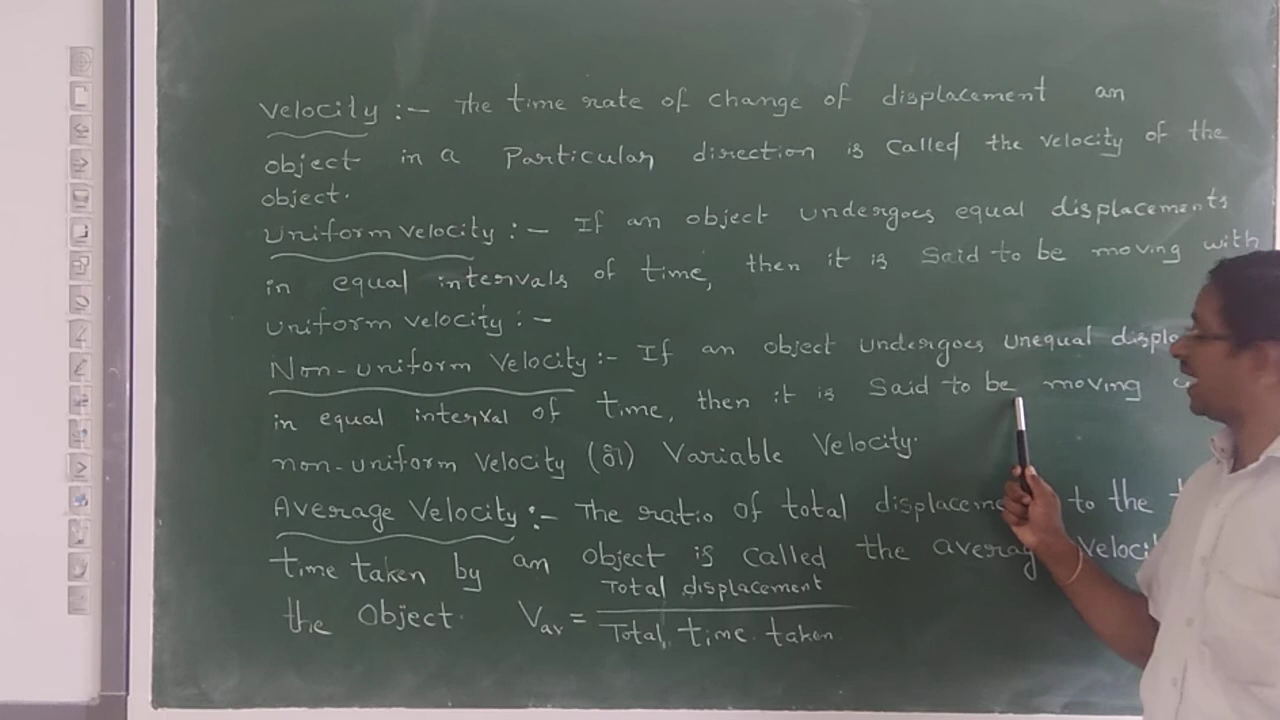 Velocity :- The time rate of change of displacement an
object in a Particular direction is called the velocity of the
object.
Uniform velocity :- If an object undergoes equal displacements
in equal intervals of time, then it is said to be moving with
uniform velocity :-
Non-uniform Velocity :- If an object undergoes unequal displa
in equal interval of time, then it is said to be moving
non-uniform Velocity (or) Variable Velocity.
Average Velocity :- The ratio of total displaceme to the
time taken by an object is called the average Veloci
the Object. Vav = Total displacement
Total time taken